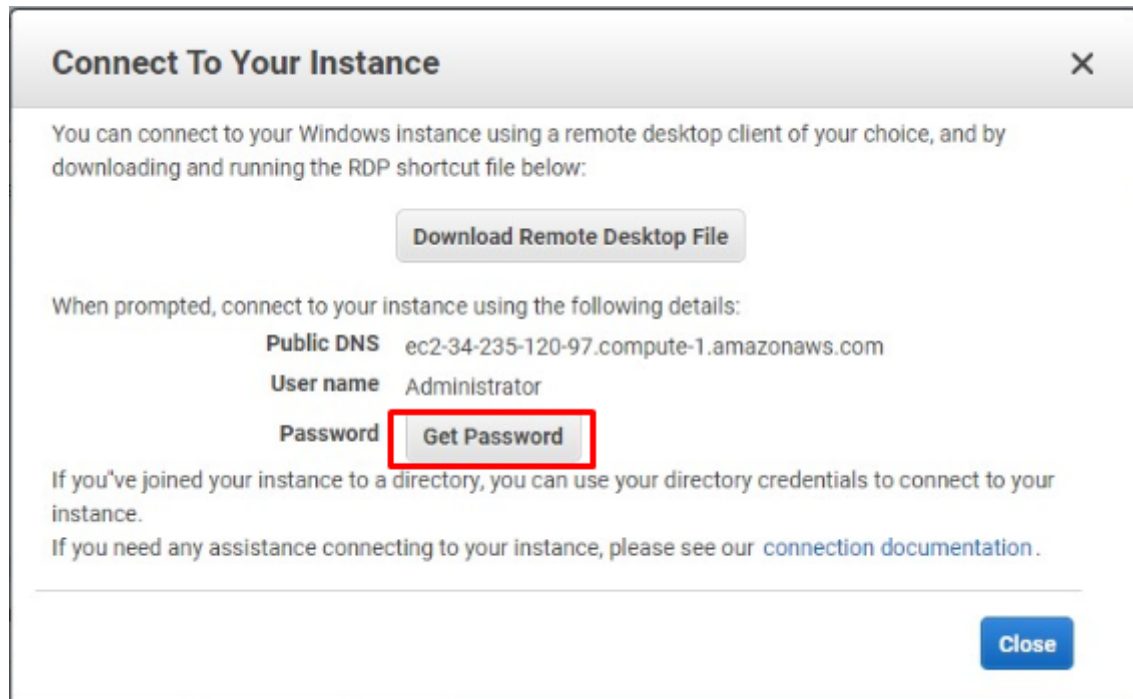 Connect To Your Instance
You can connect to your Windows instance using a remote desktop client of your choice, and by
downloading and running the RDP shortcut file below:
Download Remote Desktop File
When prompted, connect to your instance using the following details:
Public DNS ec2-34-235-120-97.compute-1.amazonaws.com
User name Administrator
Password Get Password
If you"ve joined your instance to a directory, you can use your directory credentials to connect to your
instance.
If you need any assistance connecting to your instance, please see our connection documentation .
Close